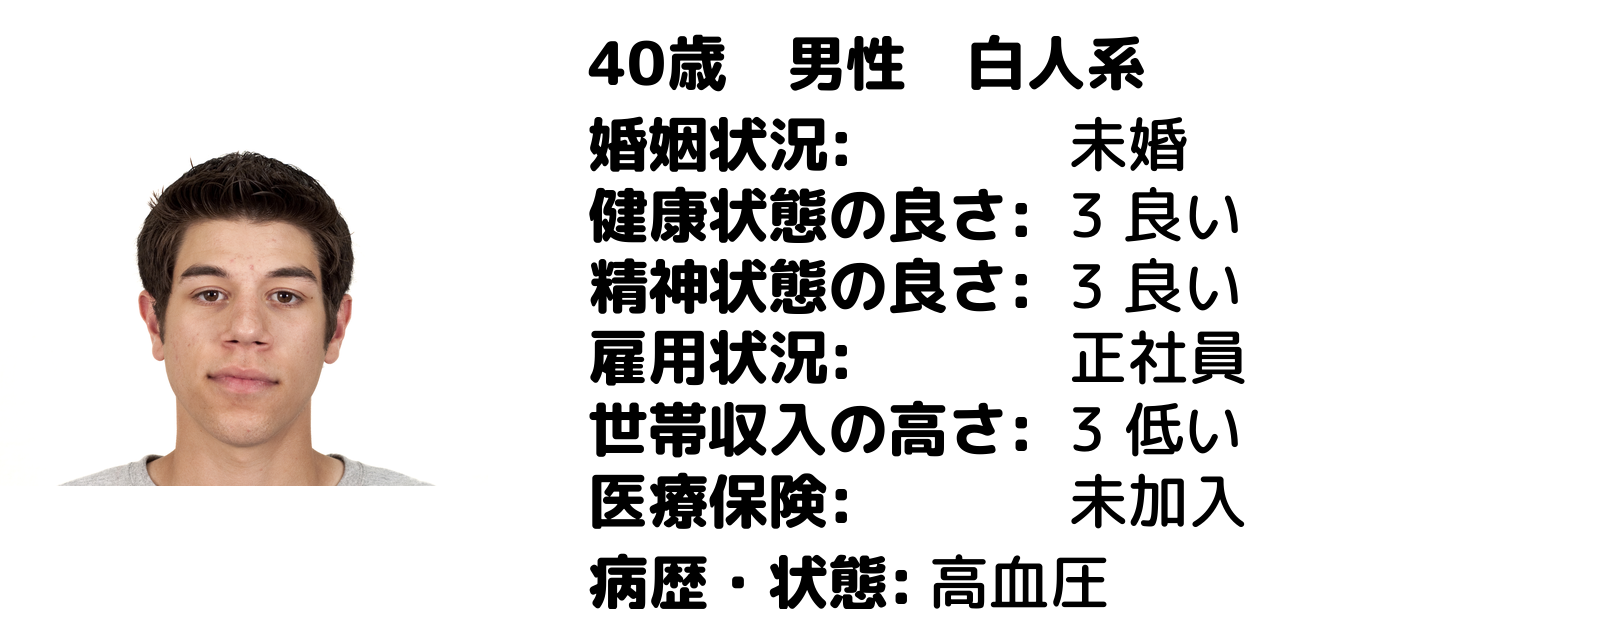 40歳　男性　白人系
婚姻状況: 未婚
健康状態の良さ: 3 良い
精神状態の良さ: 3 良い
雇用状況: 正社員
世帯収入の高さ: 3 低い
医療保険: 未加入
病歴・状態: 高血圧